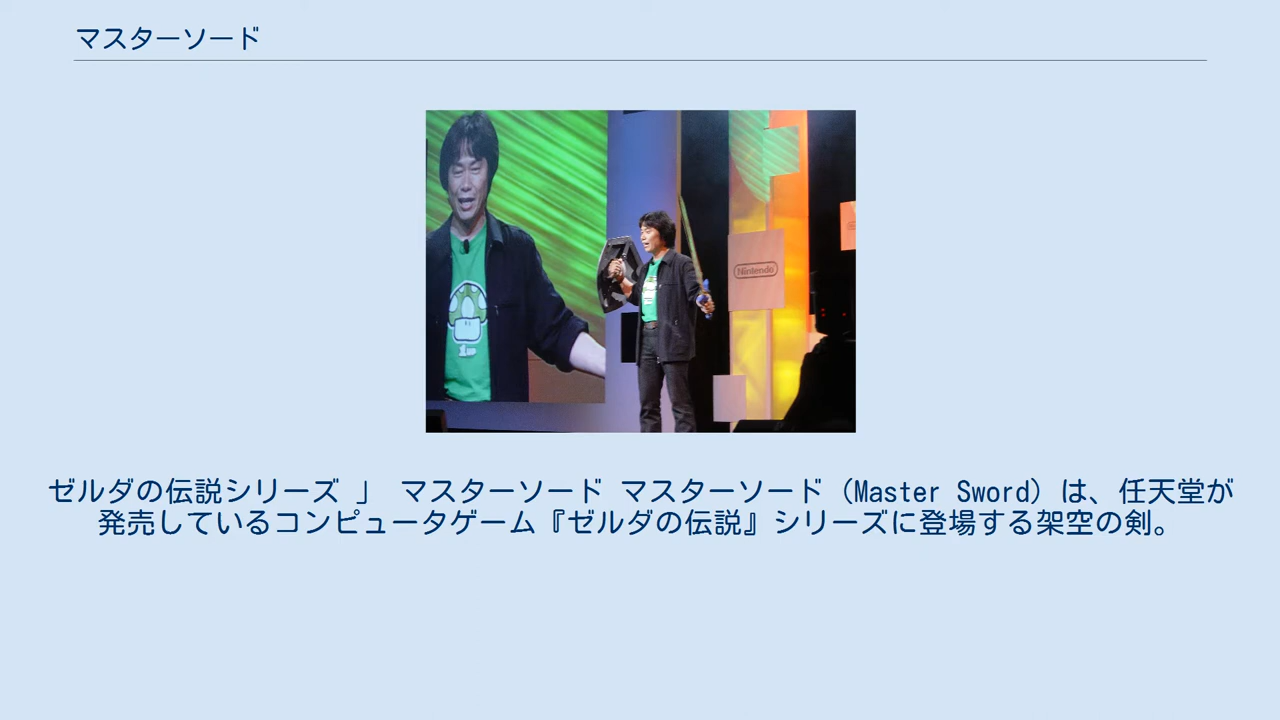 マスターソード
1UP
Nintendo
ゼルダの伝説シリーズ 」 マスターソード マスターソード（Master Sword）は、任天堂が
発売しているコンピュータゲーム『ゼルダの伝説』シリーズに登場する架空の剣。